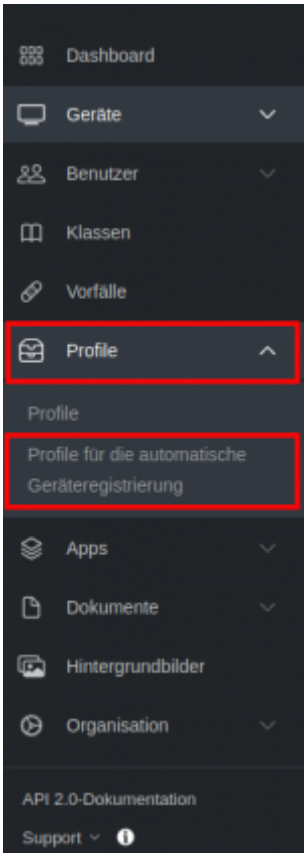 Dashboard
Geräte
Benutzer
Klassen
Vorfälle
Profile
Profile
Profile für die automatische
Geräteregistrierung
Apps
Dokumente
Hintergrundbilder
Organisation
API 2.0-Dokumentation
Support